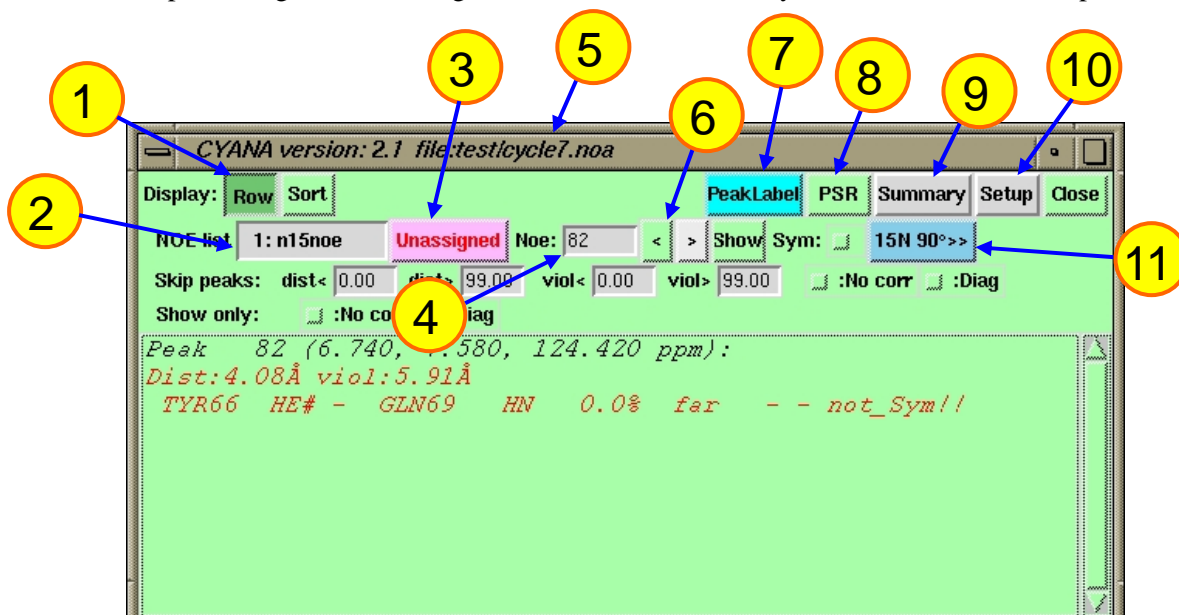 5
7
3
8
10
1
6
9
CYANA version: 2.1 file:test/cycle7.noa
Display: Row Sort PeakLabel PSR Summary Setup Close
2
NOE list 1: n15noe Unassigned Noe: 82 < > Show Sym: 15N 90°>>
11
Skip peaks: dist< 0.00 dist> 99.00 viol< 0.00 viol> 99.00 :No corr :Diag
4
Show only: :No co iag
Peak 82 (6.740, .580, 124.420 ppm):
Dist:4.08Å viol:5.91Å
TYR66 HE# - GLN69 HN 0.0% far - - not_Sym!!